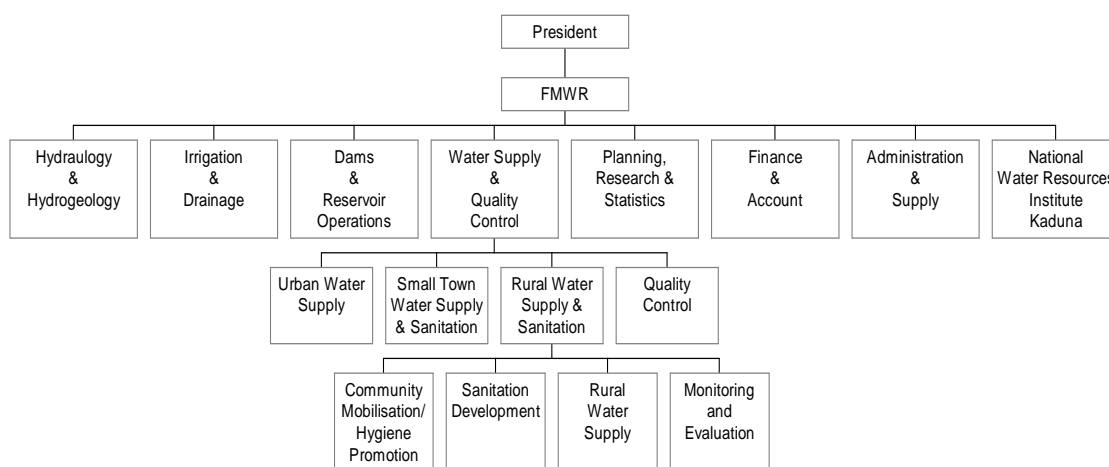 President
FMWR
Hydraulogy
&
Hydrogeology
Irrigation
&
Drainage
Dams
&
Reservoir
Operations
Water Supply
&
Quality
Control
Planning,
Research &
Statistics
Finance
&
Account
Administration
&
Supply
National
Water Resources
Institute
Kaduna
Urban Water
Supply
Small Town
Water Supply
& Sanitation
Rural Water
Supply &
Sanitation
Quality
Control
Community
Mobilisation/
Hygiene
Promotion
Sanitation
Development
Rural
Water
Supply
Monitoring
and
Evaluation